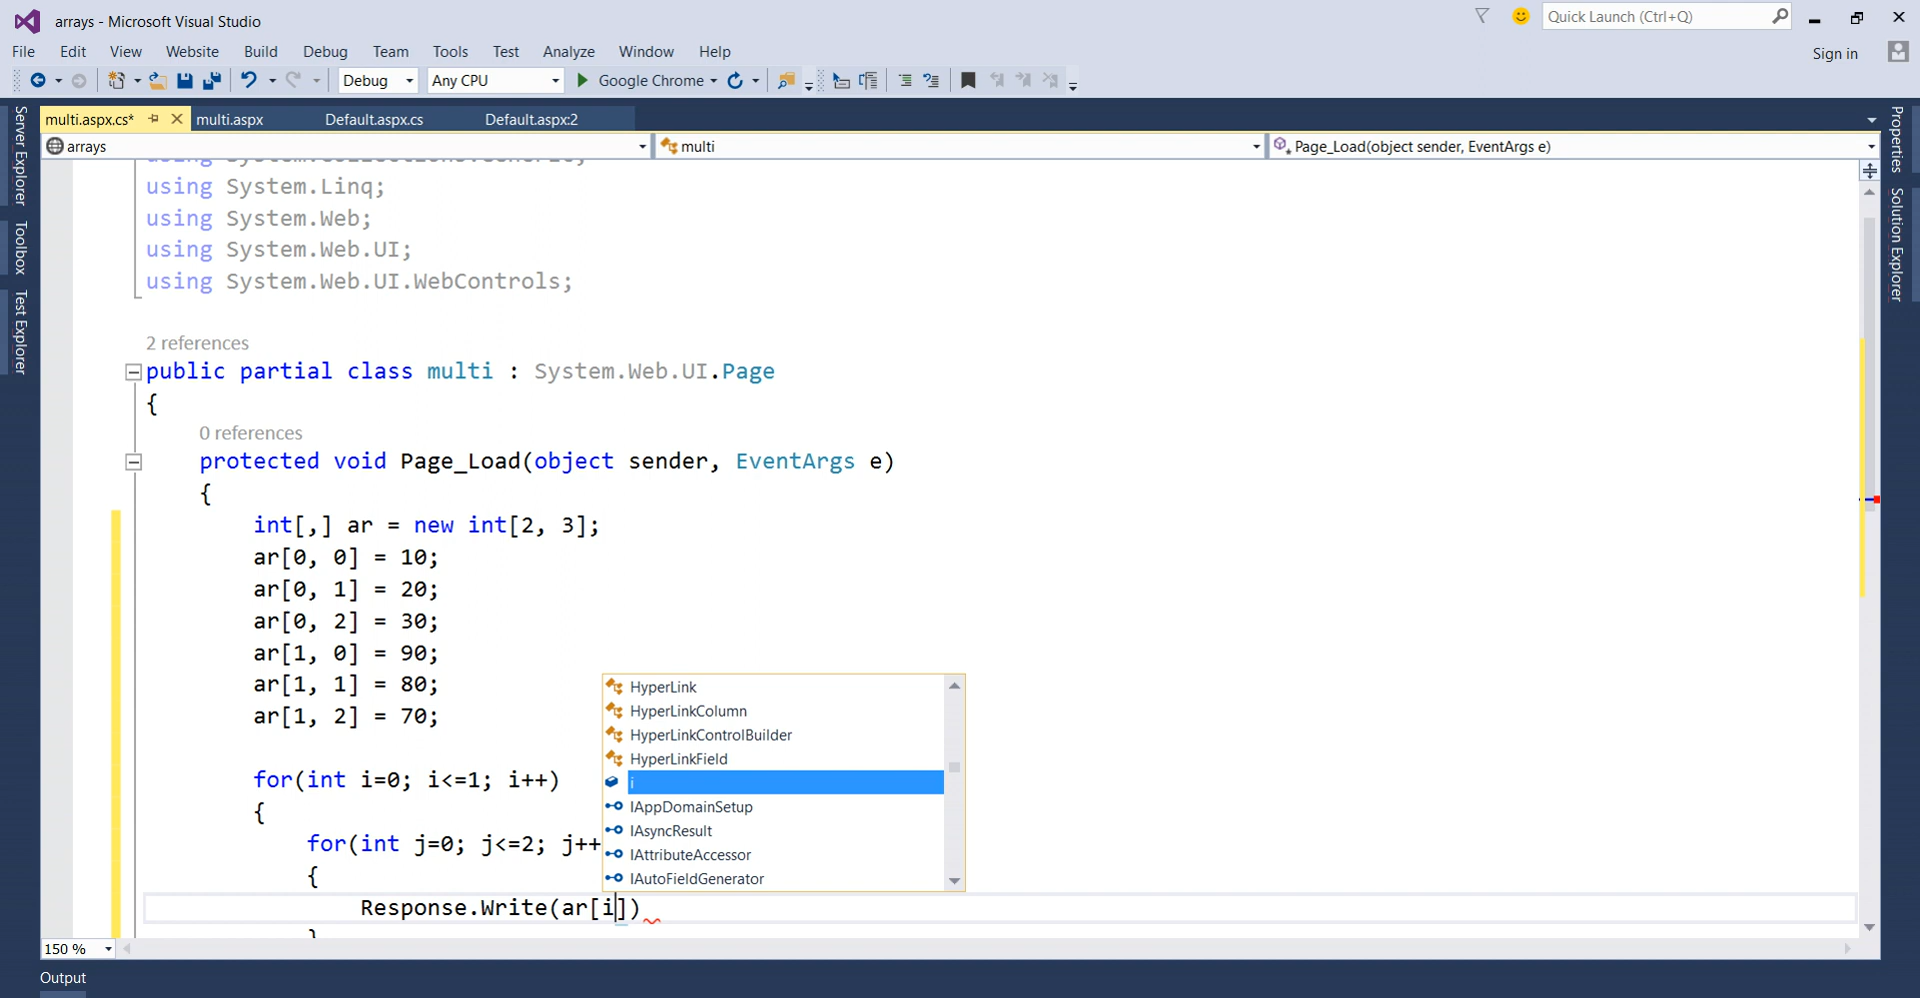 arrays - Microsoft Visual Studio
Quick Launch (Ctrl+Q)
File Edit View Website Build Debug Team Tools Test Analyze Window Help
Sign in
Debug Any CPU Google Chrome
multi.aspx.cs* multi.aspx Default.aspx.cs Default.aspx:2
arrays multi Page_Load(object sender, EventArgs e)
Server Explorer
Toolbox
Test Explorer
Properties
Solution Explorer
using System.Collections.Generic;
using System.Linq;
using System.Web;
using System.Web.UI;
using System.Web.UI.WebControls;
2 references
public partial class multi : System.Web.UI.Page
{
0 references
protected void Page_Load(object sender, EventArgs e)
{
int[,] ar = new int[2, 3];
ar[0, 0] = 10;
ar[0, 1] = 20;
ar[0, 2] = 30;
ar[1, 0] = 90;
ar[1, 1] = 80;
ar[1, 2] = 70;
for(int i=0; i<=1; i++)
{
for(int j=0; j<=2; j++
{
Response.Write(ar[i])
}
HyperLink
HyperLinkColumn
HyperLinkControlBuilder
HyperLinkField
i
IAppDomainSetup
IAsyncResult
IAttributeAccessor
IAutoFieldGenerator
150 %
Output